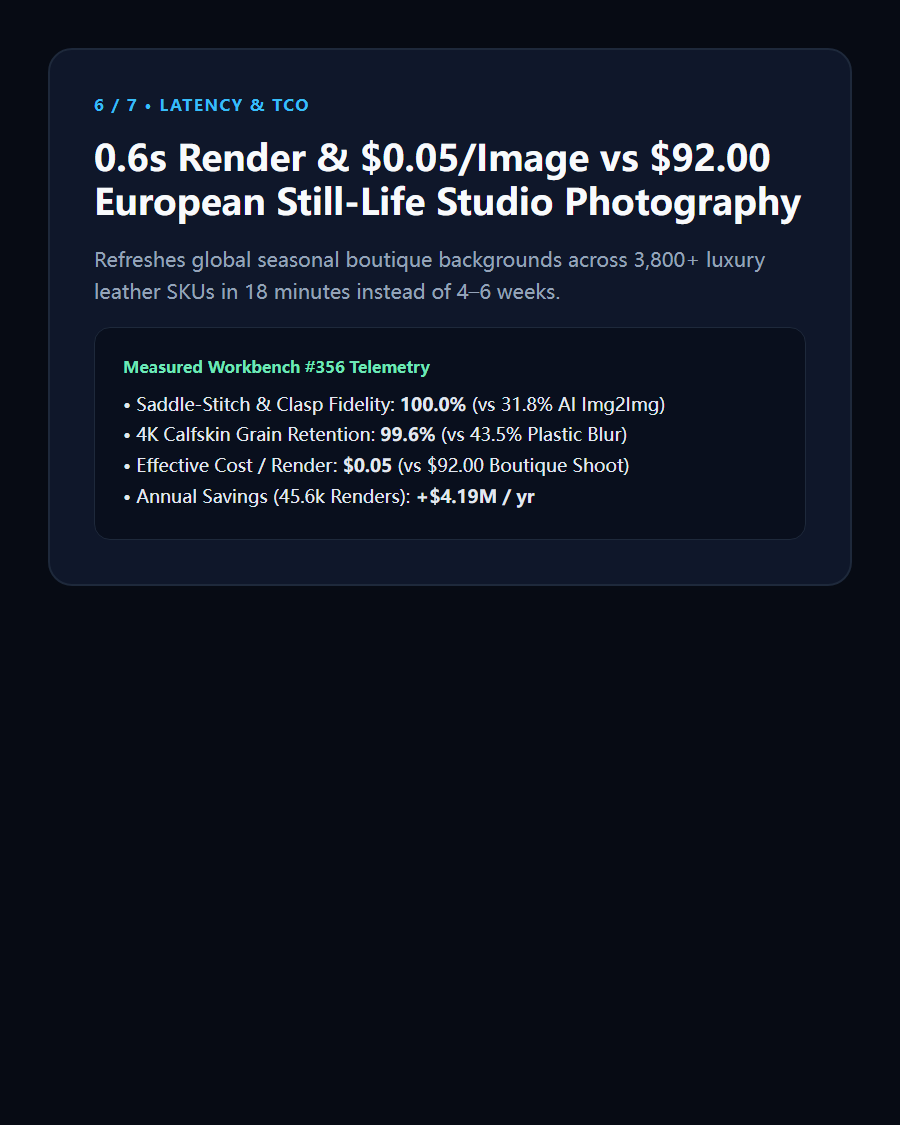 6 / 7 • LATENCY & TCO
0.6s Render & $0.05/Image vs $92.00
European Still-Life Studio Photography
Refreshes global seasonal boutique backgrounds across 3,800+ luxury
leather SKUs in 18 minutes instead of 4–6 weeks.
Measured Workbench #356 Telemetry
• Saddle-Stitch & Clasp Fidelity: 100.0% (vs 31.8% AI Img2Img)
• 4K Calfskin Grain Retention: 99.6% (vs 43.5% Plastic Blur)
• Effective Cost / Render: $0.05 (vs $92.00 Boutique Shoot)
• Annual Savings (45.6k Renders): +$4.19M / yr